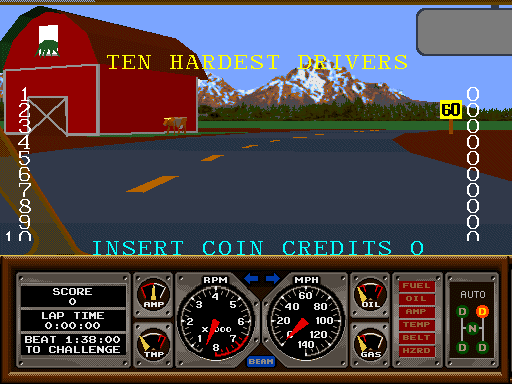 TEN HARDEST DRIVERS
1 0
2 0
60
3 0
4 0
5 0
6 0
7 0
8 0
9 0
10 0
INSERT COIN CREDITS 0
SCORE
0
LAP TIME
0:00:00
BEAT 1:38:00
TO CHALLENGE
AMP
TMP
RPM
1 2 3 4 5 6 7 8
X 1000
MPH
0 20 40 60 80 100 120 140
BEAM
OIL
GAS
FUEL
OIL
AMP
TEMP
BELT
HZRD
AUTO
D D
N
D D